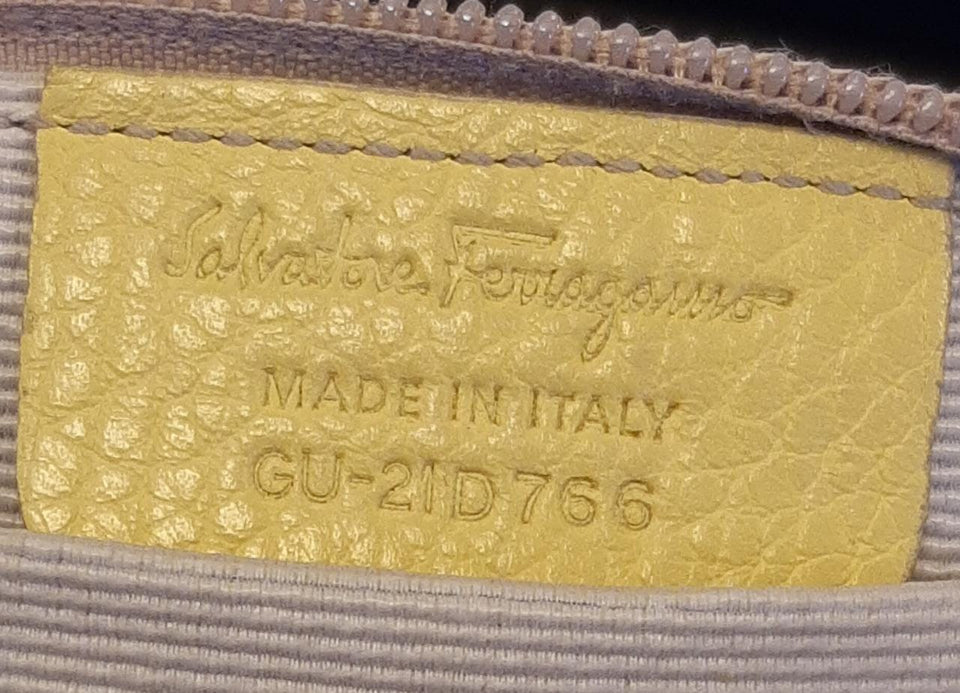 Salvatore Ferragamo
MADE IN ITALY
GU-21D766